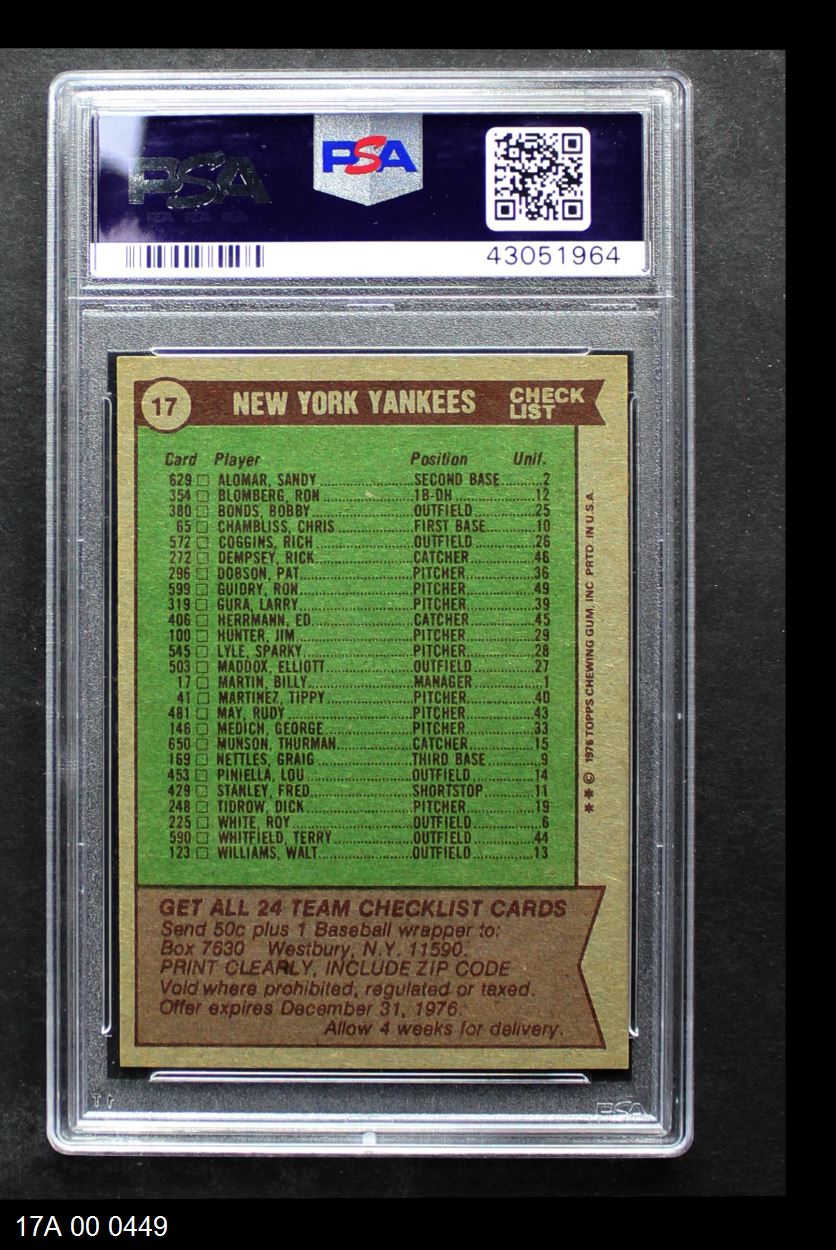 PSA
PSA
PSA PSA PSA
43051964
17 NEW YORK YANKEES CHECK LIST
Card Player Position Unif.
629 ALOMAR, SANDY SECOND BASE 2
354 BLOMBERG, RON 1B-DH 12
380 BONDS, BOBBY OUTFIELD 25
65 CHAMBLISS, CHRIS FIRST BASE 10
572 COGGINS, RICH OUTFIELD 26
272 DEMPSEY, RICK CATCHER 46
296 DOBSON, PAT PITCHER 36
599 GUIDRY, RON PITCHER 49
319 GURA, LARRY PITCHER 39
406 HERRMANN, ED CATCHER 45
100 HUNTER, JIM PITCHER 29
545 LYLE, SPARKY PITCHER 28
503 MADDOX, ELLIOTT OUTFIELD 27
17 MARTIN, BILLY MANAGER 1
41 MARTINEZ, TIPPY PITCHER 40
481 MAY, RUDY PITCHER 43
146 MEDICH, GEORGE PITCHER 33
650 MUNSON, THURMAN CATCHER 15
169 NETTLES, GRAIG THIRD BASE 9
453 PINIELLA, LOU OUTFIELD 14
429 STANLEY, FRED SHORTSTOP 11
248 TIDROW, DICK PITCHER 19
225 WHITE, ROY OUTFIELD 6
590 WHITFIELD, TERRY OUTFIELD 44
123 WILLIAMS, WALT OUTFIELD 13
**© 1976 TOPPS CHEWING GUM, INC. PRTD. IN U.S.A.
GET ALL 24 TEAM CHECKLIST CARDS
Send 50c plus 1 Baseball wrapper to:
Box 7630 Westbury, N.Y. 11590.
PRINT CLEARLY, INCLUDE ZIP CODE
Void where prohibited, regulated or taxed.
Offer expires December 31, 1976.
Allow 4 weeks for delivery.
PSA
17A 00 0449